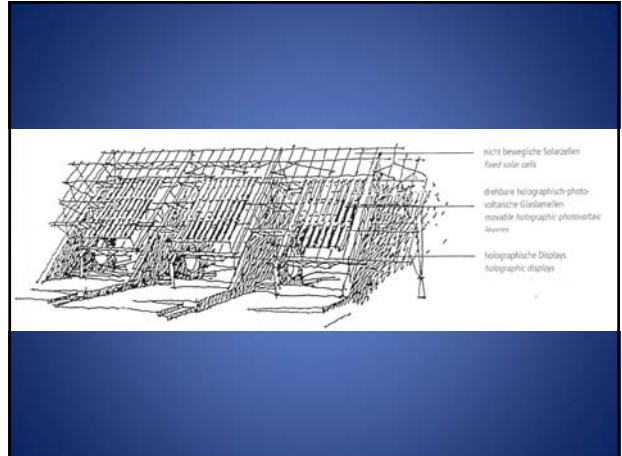 nicht bewegliche Solarzellen
fixed solar cells
drehbare holographisch-photo-
voltaische Glaslamellen
movable holographic-photovoltaic
louvres
holographische Displays
holographic displays